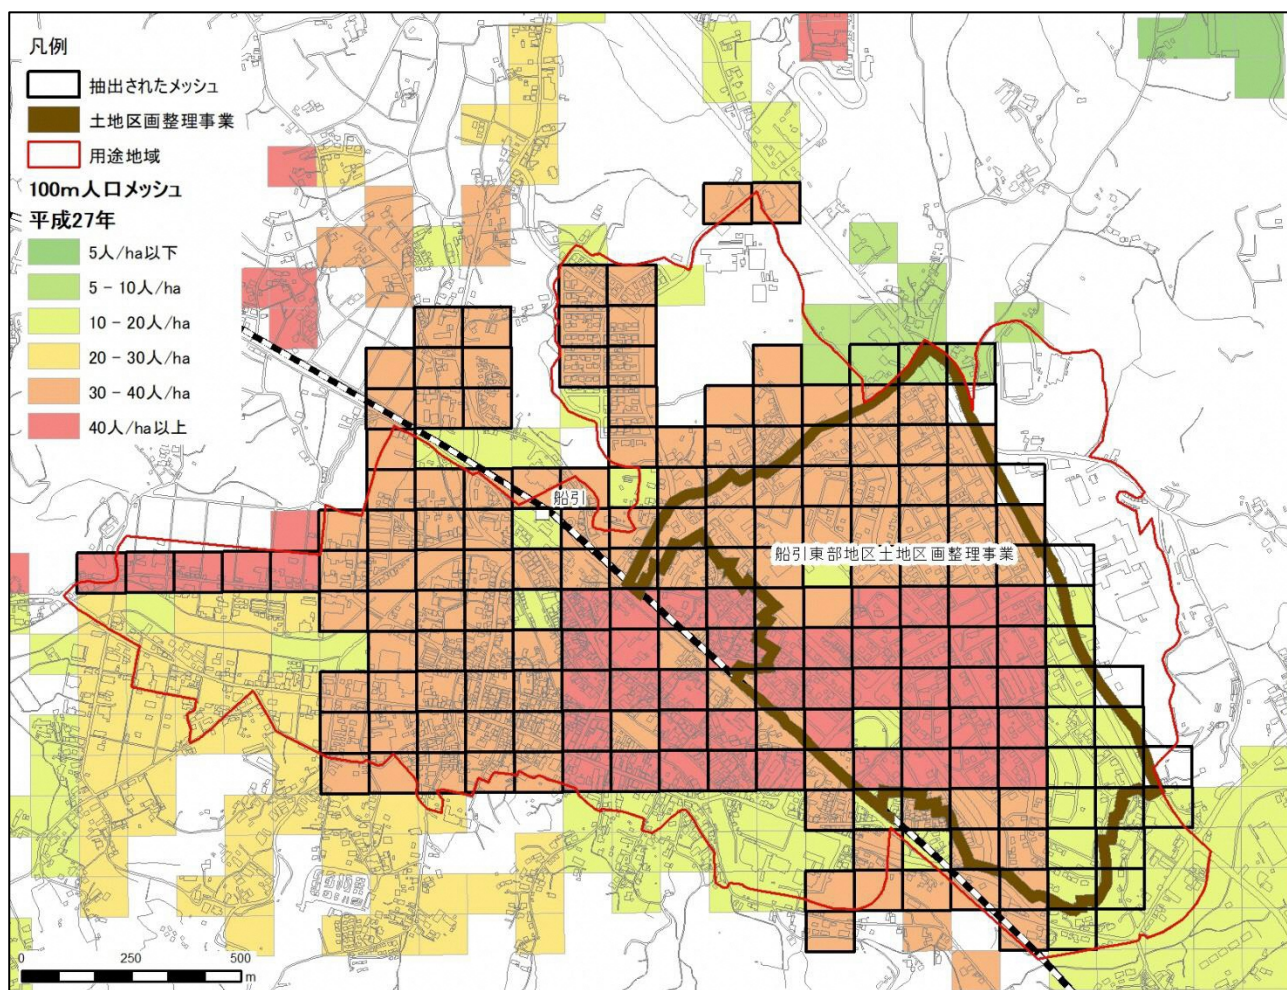 凡例
抽出されたメッシュ
土地区画整理事業
用途地域
100m人口メッシュ
平成27年
5人/ha以下
5 - 10人/ha
10 - 20人/ha
20 - 30人/ha
30 - 40人/ha
40人/ha以上
船引
船引東部地区土地区画整理事業
0 250 500
m